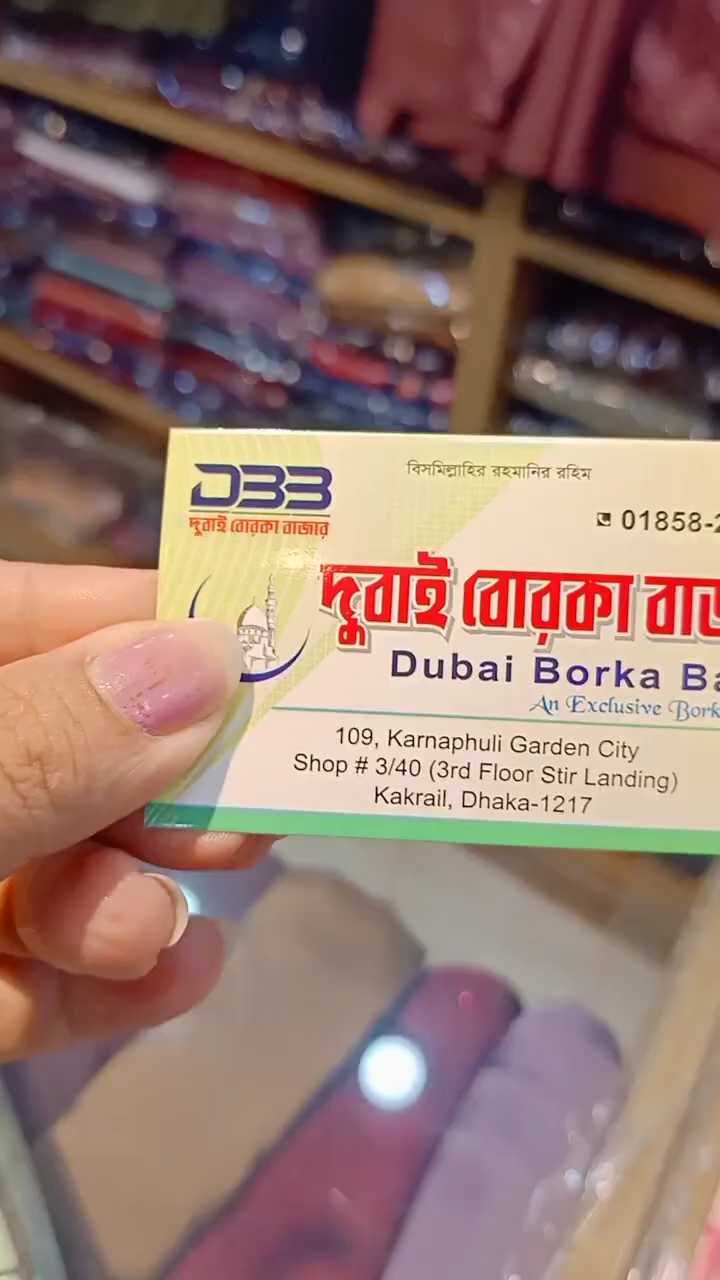 বিসমিল্লাহির রহমানির রহিম
DBB
দুবাই বোরকা বাজার
01858-2
দুবাই বোরকা বাজ
Dubai Borka Ba
An Exclusive Bork
109, Karnaphuli Garden City
Shop # 3/40 (3rd Floor Stir Landing)
Kakrail, Dhaka-1217